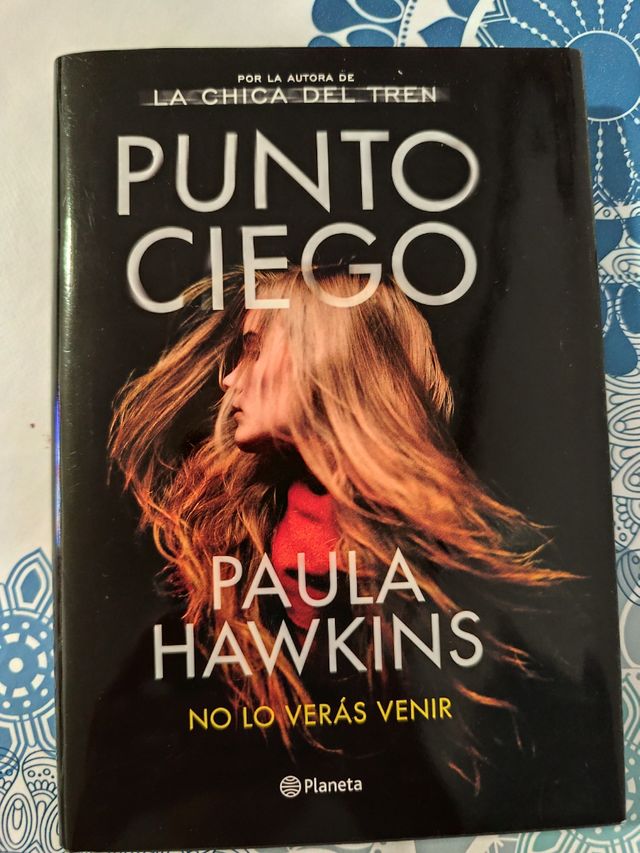 POR LA AUTORA DE
LA CHICA DEL TREN
PUNTO
CIEGO
PAULA
HAWKINS
NO LO VERÁS VENIR
Planeta